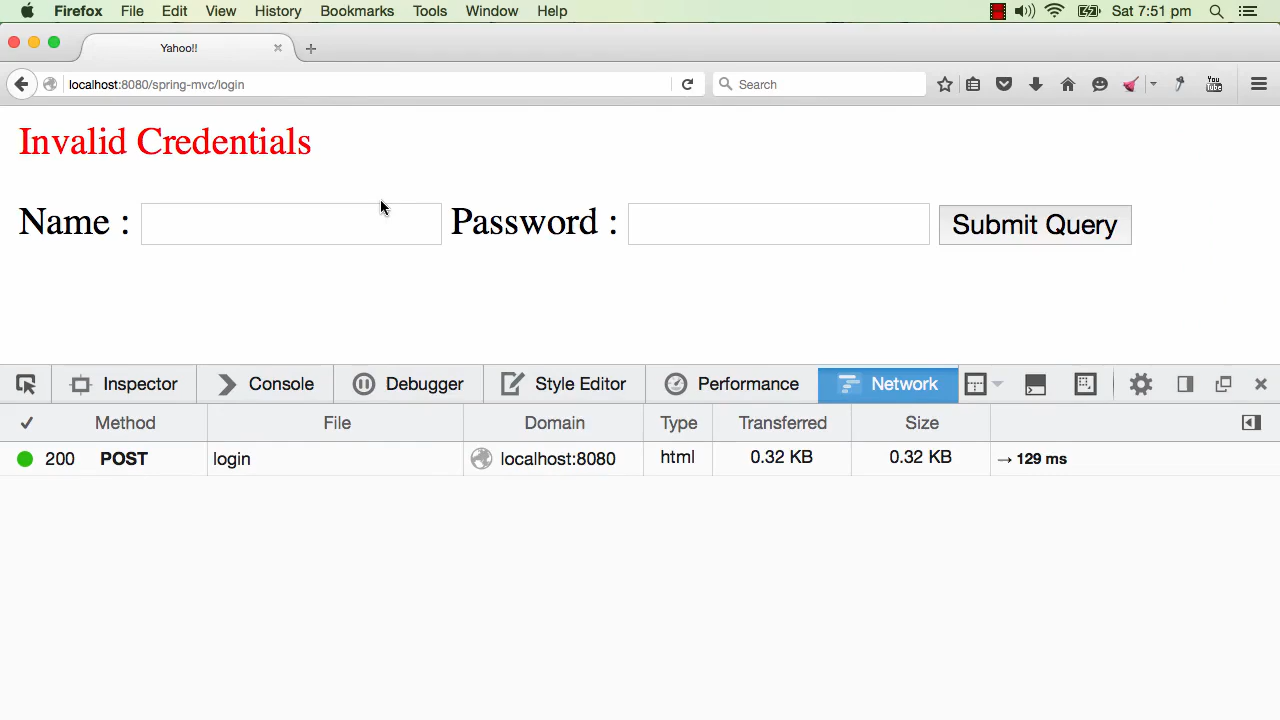 Firefox File Edit View History Bookmarks Tools Window Help Sat 7:51 pm
Yahoo!!
localhost:8080/spring-mvc/login Search You Tube
Invalid Credentials
Name : Password : Submit Query
Inspector Console Debugger Style Editor Performance Network
Method File Domain Type Transferred Size
200 POST login localhost:8080 html 0.32 KB 0.32 KB → 129 ms